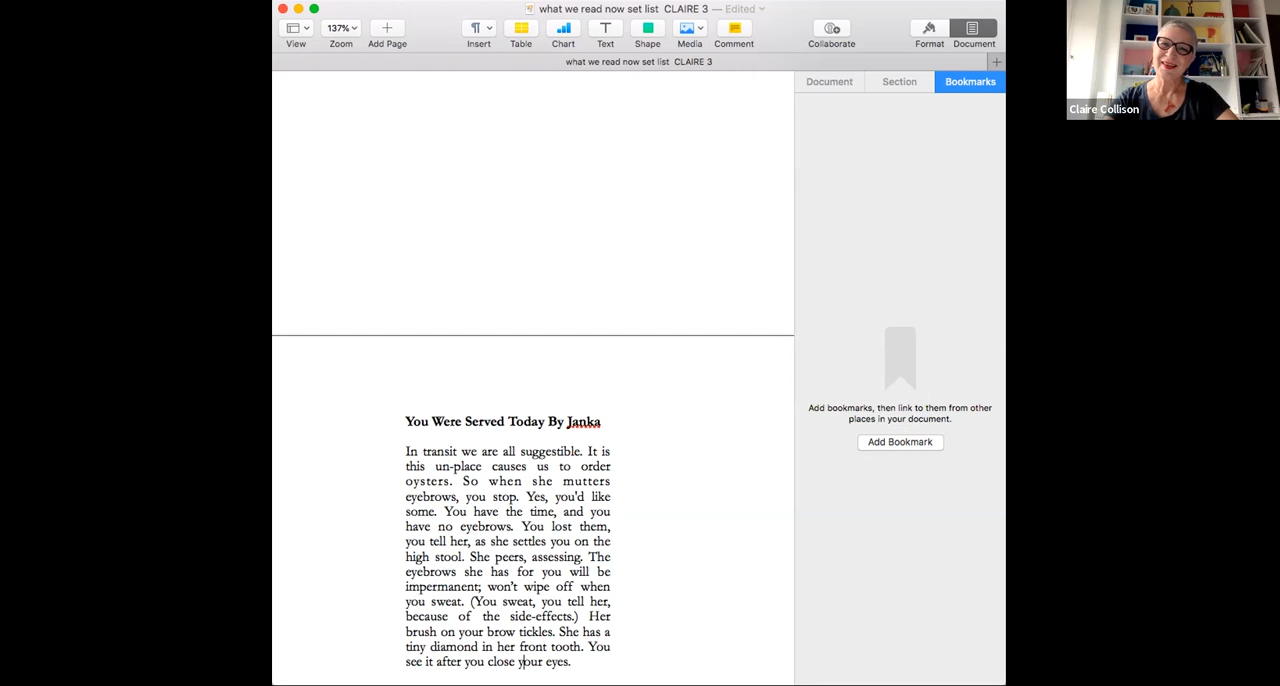 what we read now set list CLAIRE 3 — Edited
137%
View
Zoom
Add Page
Insert
Table
Chart
Text
Shape
Media
Comment
Collaborate
Format
Document
what we read now set list CLAIRE 3
Document
Section
Bookmarks
Claire Collison
Add bookmarks, then link to them from other
places in your document.
Add Bookmark
You Were Served Today By Janka
In transit we are all suggestible. It is
this un-place causes us to order
oysters. So when she mutters
eyebrows, you stop. Yes, you'd like
some. You have the time, and you
have no eyebrows. You lost them,
you tell her, as she settles you on the
high stool. She peers, assessing. The
eyebrows she has for you will be
impermanent; won't wipe off when
you sweat. (You sweat, you tell her,
because of the side-effects.) Her
brush on your brow tickles. She has a
tiny diamond in her front tooth. You
see it after you close your eyes.